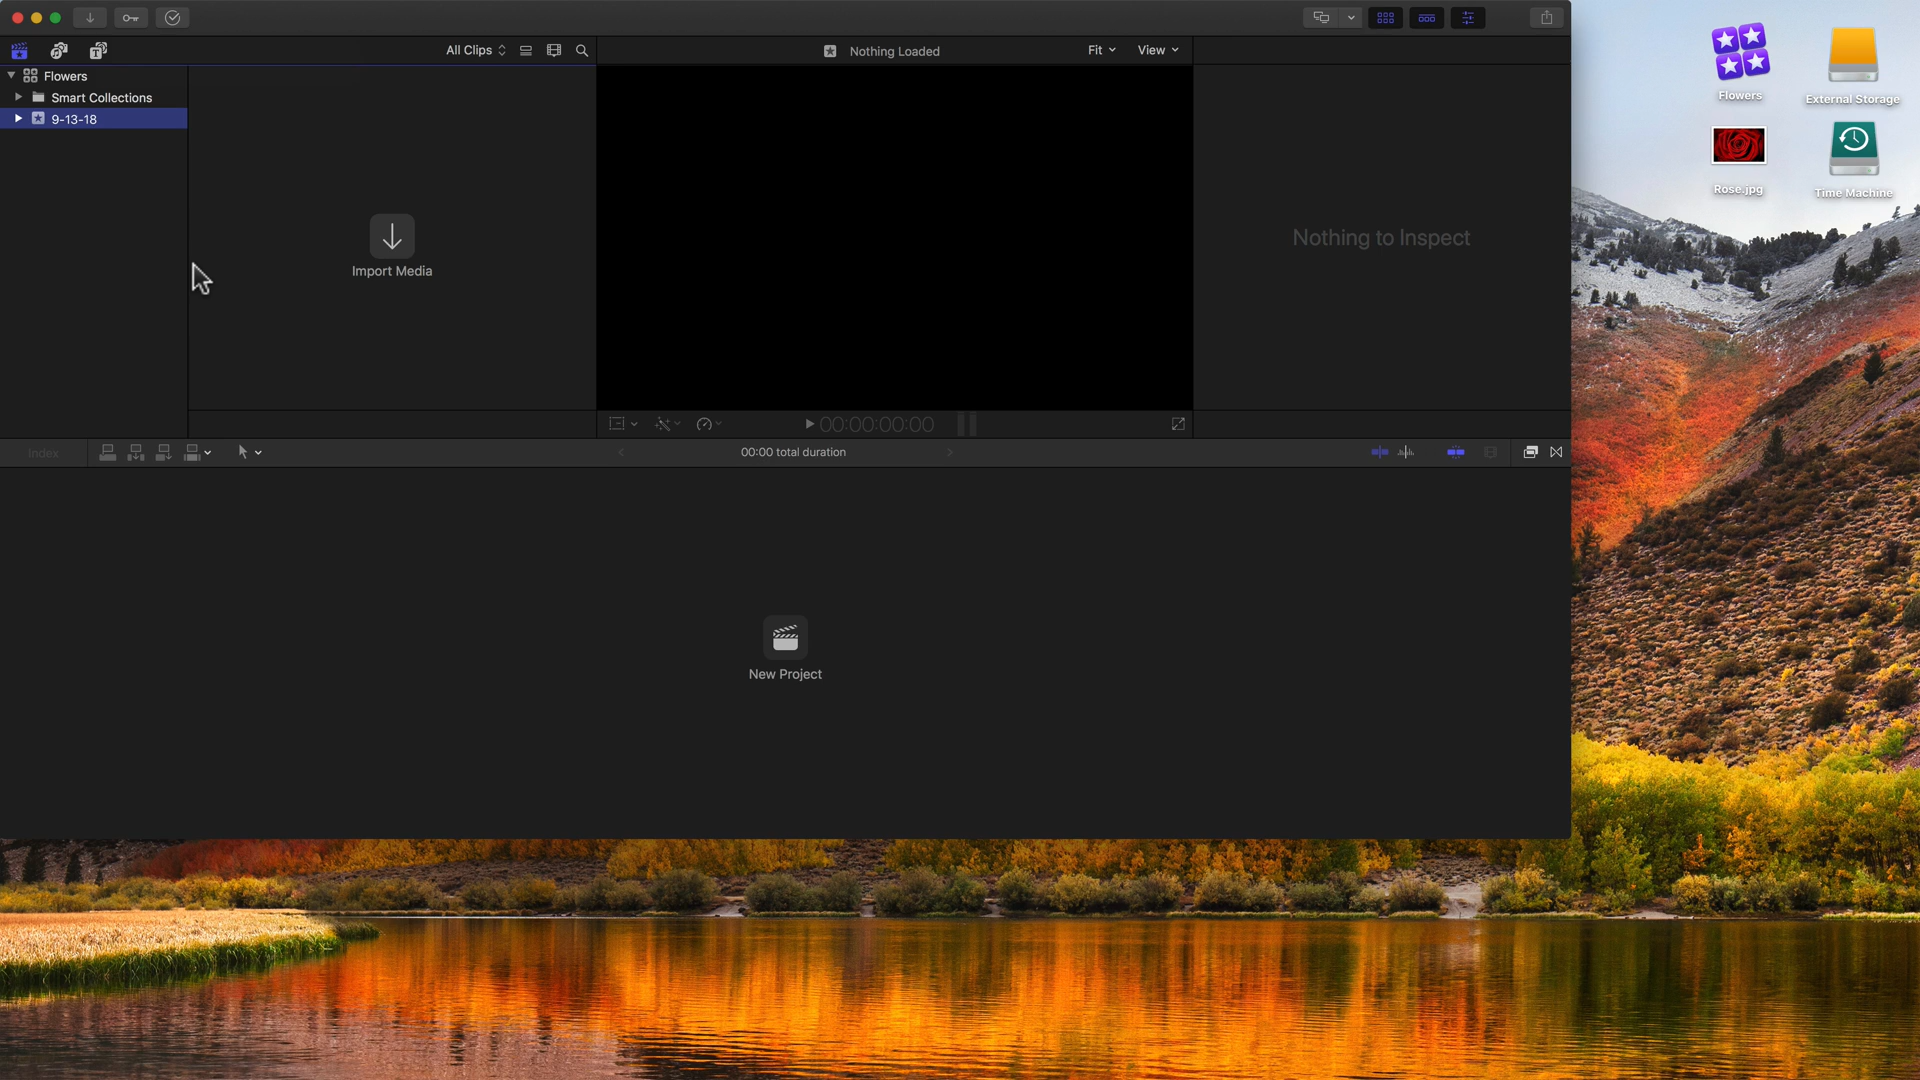 All Clips
Nothing Loaded
Fit
View
Flowers
Smart Collections
9-13-18
Import Media
Nothing to Inspect
00:00:00:00
Index
00:00 total duration
New Project
Flowers
External Storage
Rose.jpg
Time Machine